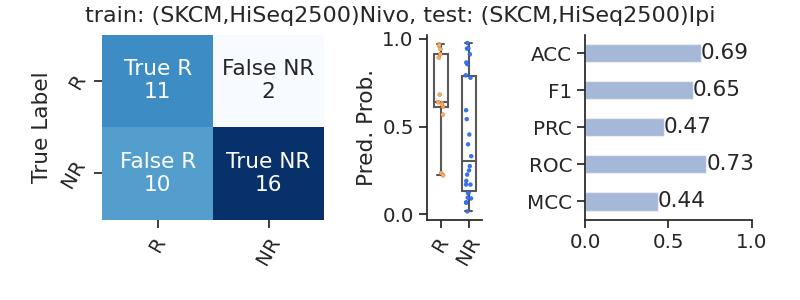 train: (SKCM,HiSeq2500)Nivo, test: (SKCM,HiSeq2500)Ipi
True Label
R
NR
True R
11
False NR
2
False R
10
True NR
16
R
NR
Pred. Prob.
1.0
0.5
0.0
R
NR
ACC
0.69
F1
0.65
PRC
0.47
ROC
0.73
MCC
0.44
0.0
0.5
1.0